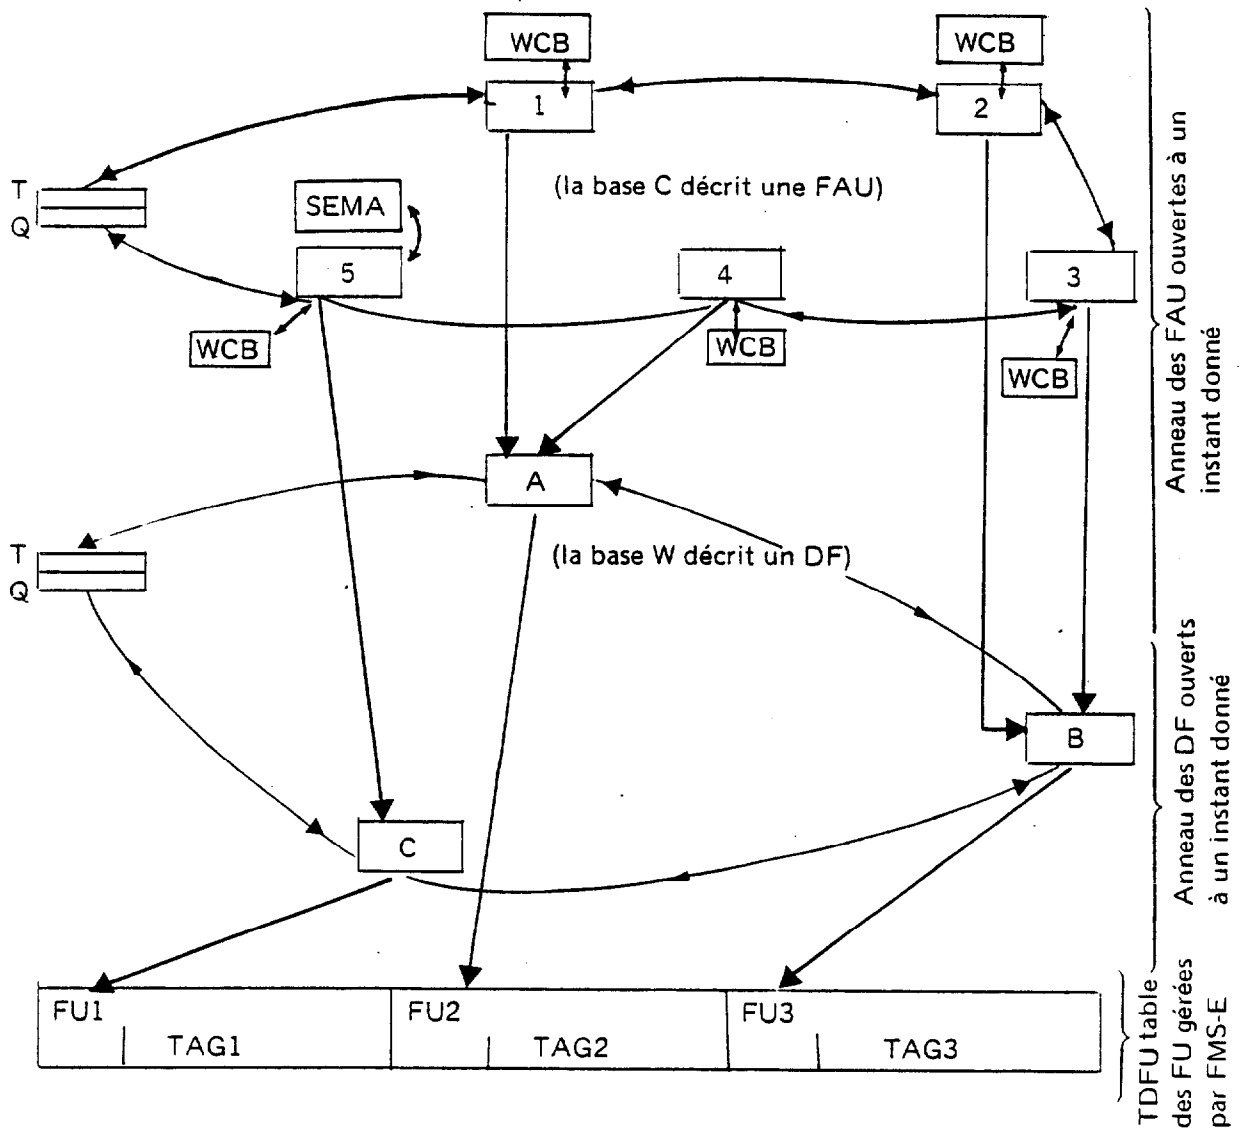 WCB
WCB
1
2
T
Q
(la base C décrit une FAU)
SEMA
5
4
3
WCB
WCB
WCB
Anneau des FAU ouvertes à un
instant donné
A
T
Q
(la base W décrit un DF)
B
C
Anneau des DF ouverts
à un instant donné
FU1
FU2
FU3
TAG1
TAG2
TAG3
TDFU table
des FU gérées
par FMS-E